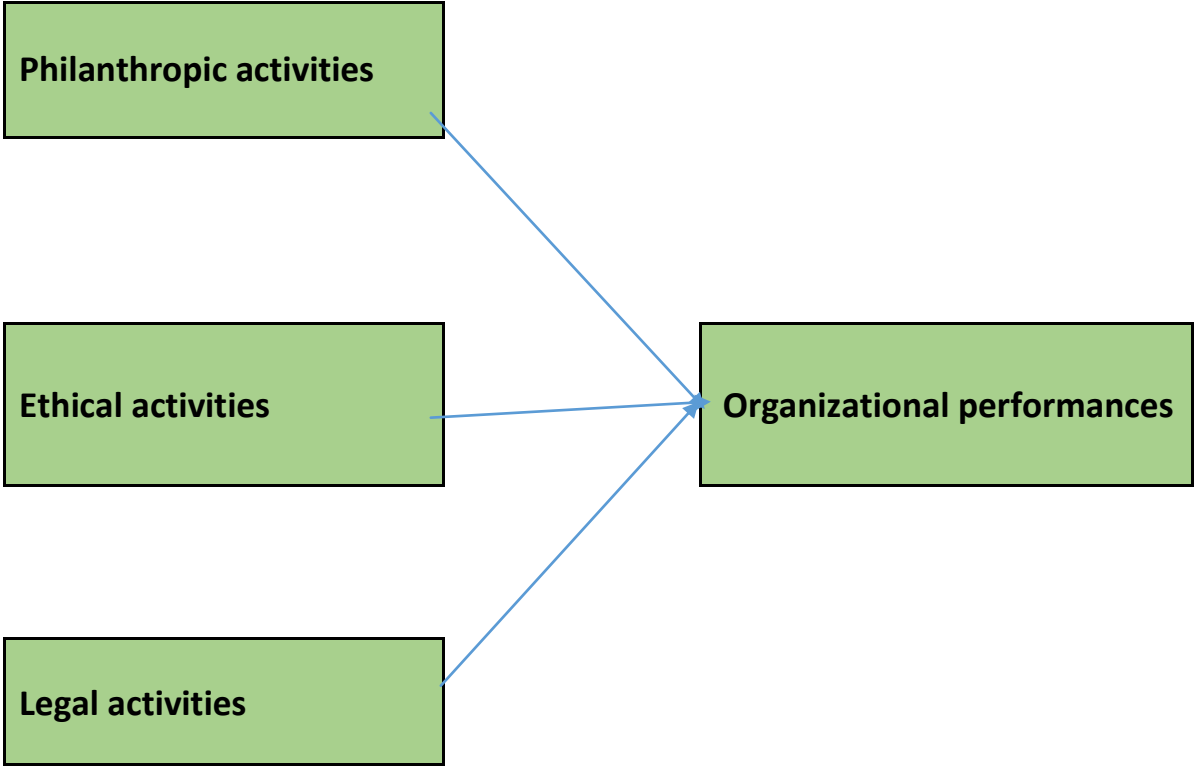 Philanthropic activities
Ethical activities
Organizational performances
Legal activities